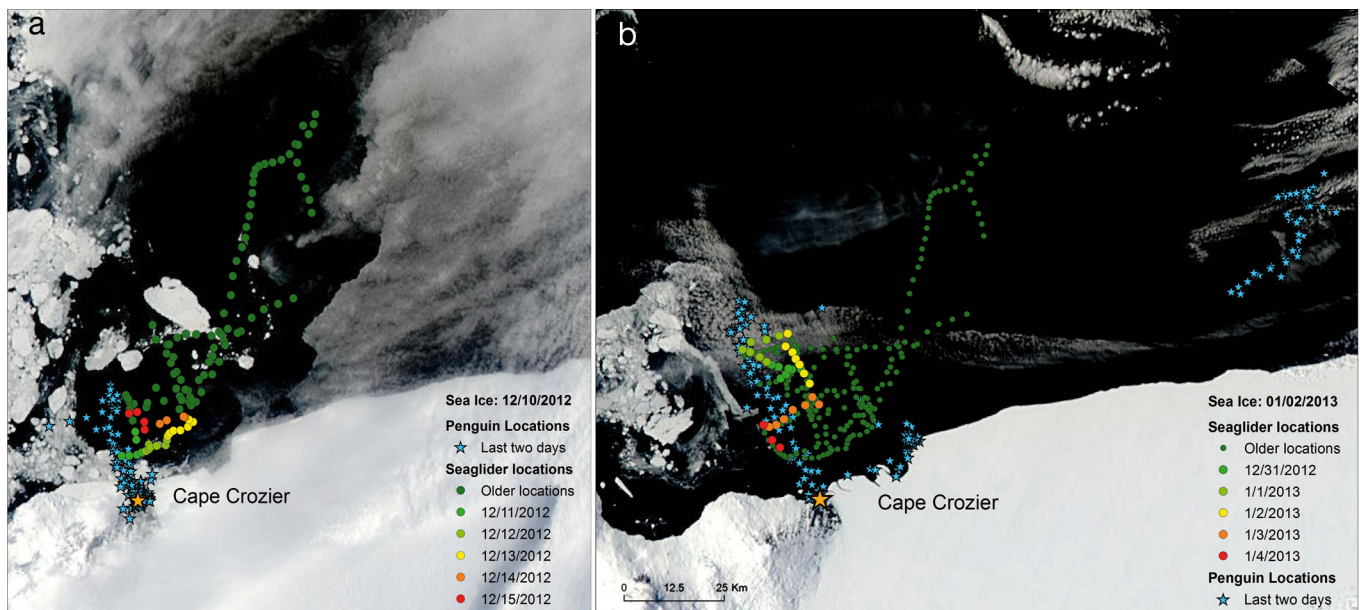 a
Cape Crozier
Sea Ice: 12/10/2012
Penguin Locations
Last two days
Seaglider locations
Older locations
12/11/2012
12/12/2012
12/13/2012
12/14/2012
12/15/2012
b
Cape Crozier
0 12.5 25 Km
Sea Ice: 01/02/2013
Seaglider locations
Older locations
12/31/2012
1/1/2013
1/2/2013
1/3/2013
1/4/2013
Penguin Locations
Last two days